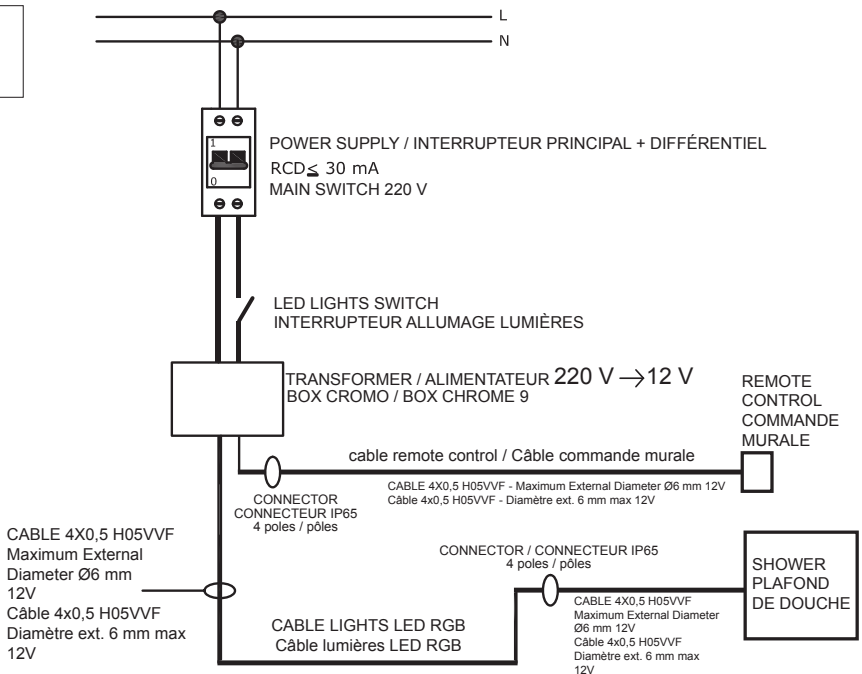 L
N
1
0
POWER SUPPLY / INTERRUPTEUR PRINCIPAL + DIFFÉRENTIEL
RCD≤ 30 mA
MAIN SWITCH 220 V
LED LIGHTS SWITCH
INTERRUPTEUR ALLUMAGE LUMIÈRES
TRANSFORMER / ALIMENTATEUR 220 V →12 V
BOX CROMO / BOX CHROME 9
REMOTE
CONTROL
COMMANDE
MURALE
cable remote control / Câble commande murale
CABLE 4X0,5 H05VVF - Maximum External Diameter Ø6 mm 12V
Câble 4x0,5 H05VVF - Diamètre ext. 6 mm max 12V
CONNECTOR
CONNECTEUR IP65
4 poles / pôles
CABLE 4X0,5 H05VVF
Maximum External
Diameter Ø6 mm
12V
Câble 4x0,5 H05VVF
Diamètre ext. 6 mm max
12V
CONNECTOR / CONNECTEUR IP65
4 poles / pôles
SHOWER
PLAFOND
DE DOUCHE
CABLE 4X0,5 H05VVF
Maximum External Diameter
Ø6 mm 12V
Câble 4x0,5 H05VVF
Diamètre ext. 6 mm max
12V
CABLE LIGHTS LED RGB
Câble lumières LED RGB